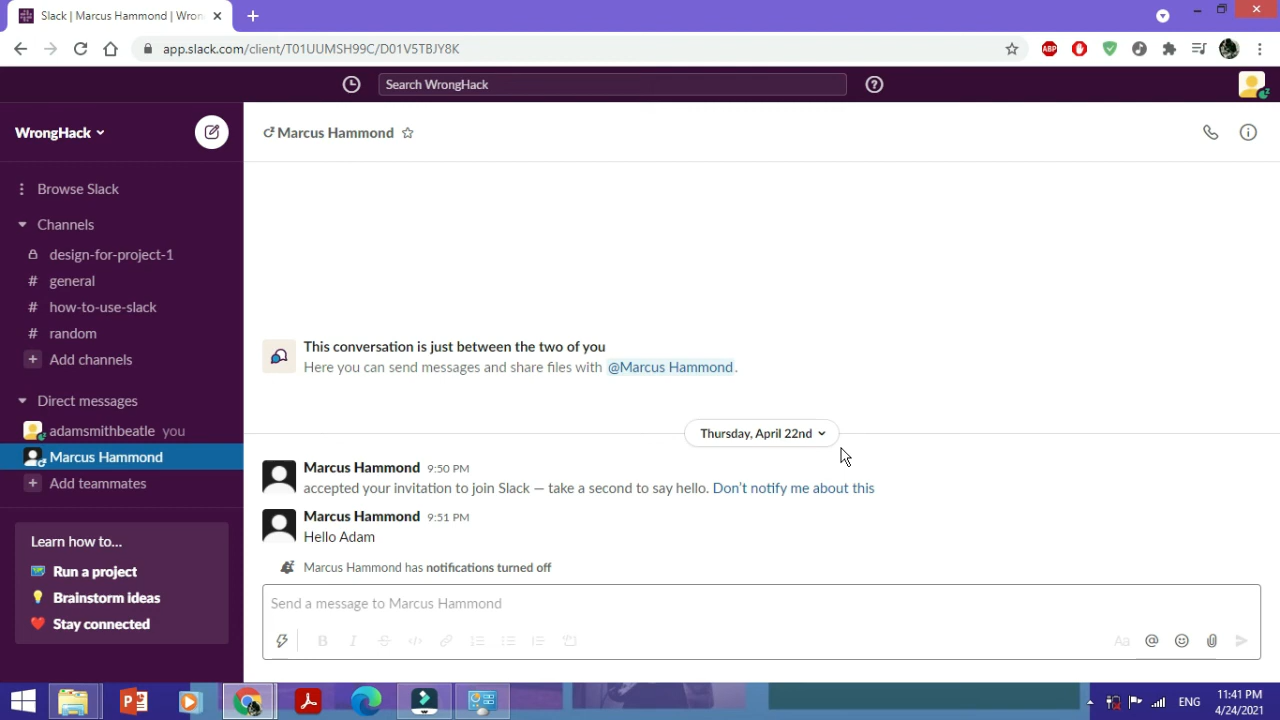 Slack | Marcus Hammond | Wron
app.slack.com/client/T01UUMSH99C/D01V5TBJY8K
ABP
Search WrongHack
WrongHack
Marcus Hammond
Browse Slack
Channels
design-for-project-1
# general
# how-to-use-slack
# random
+ Add channels
Direct messages
adamsmithbeatle you
Marcus Hammond
+ Add teammates
Learn how to...
Run a project
Brainstorm ideas
Stay connected
This conversation is just between the two of you
Here you can send messages and share files with @Marcus Hammond.
Thursday, April 22nd
Marcus Hammond 9:50 PM
accepted your invitation to join Slack — take a second to say hello. Don't notify me about this
Marcus Hammond 9:51 PM
Hello Adam
Marcus Hammond has notifications turned off
Send a message to Marcus Hammond
B I S </> Aa @
ENG
11:41 PM
4/24/2021